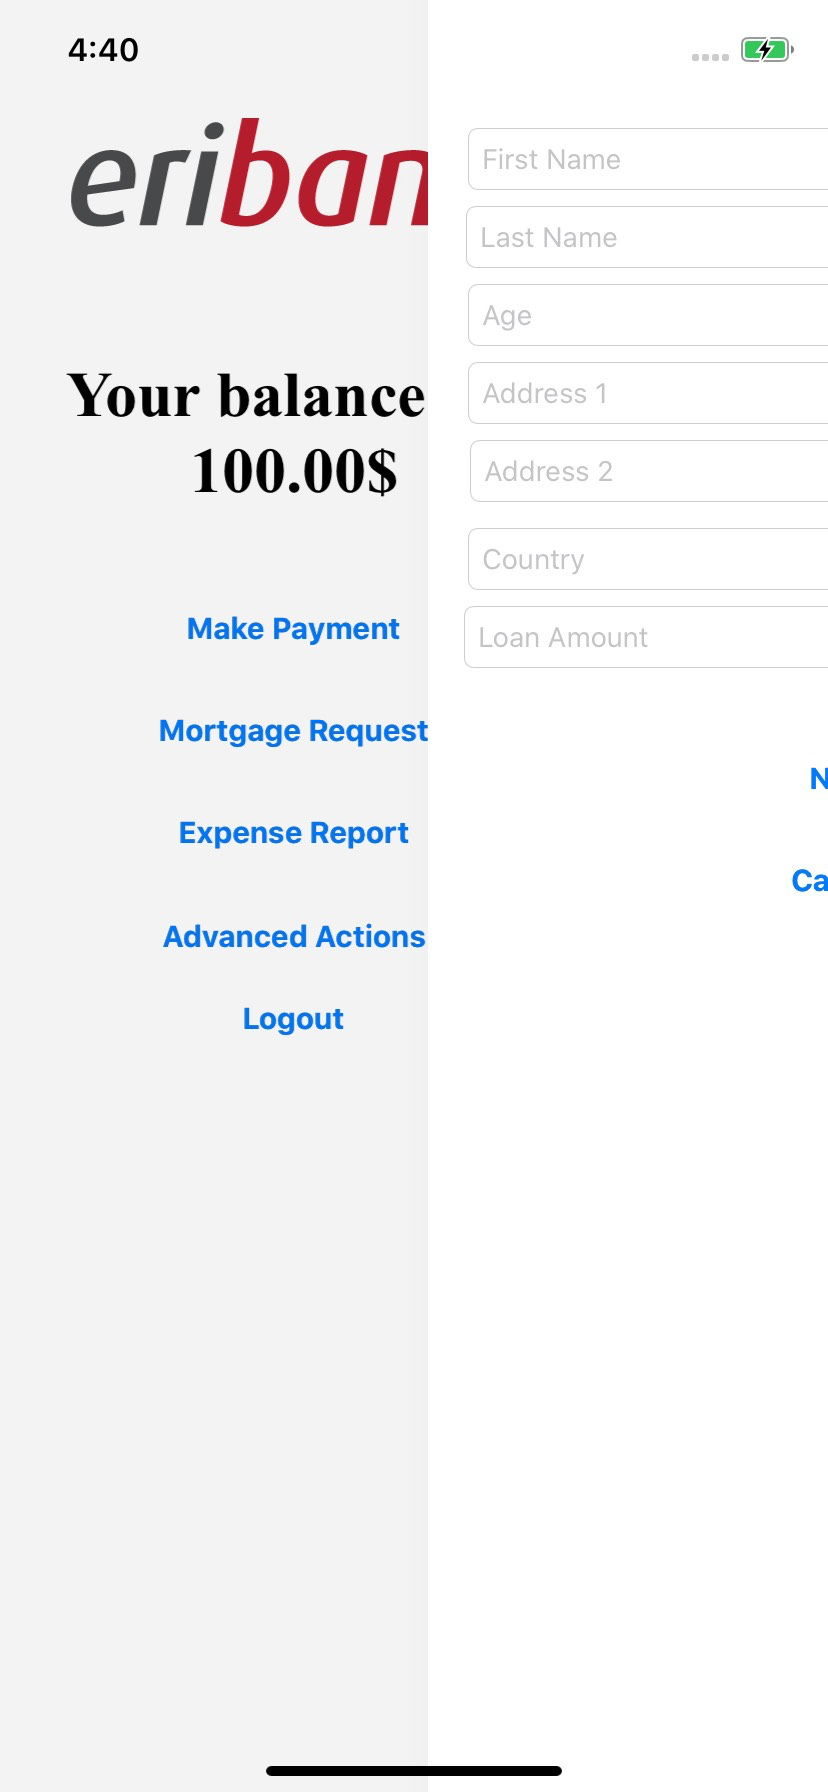 4:40
eriban
Your balance
100.00$
Make Payment
Mortgage Request
Expense Report
Advanced Actions
Logout
First Name
Last Name
Age
Address 1
Address 2
Country
Loan Amount
N
Ca